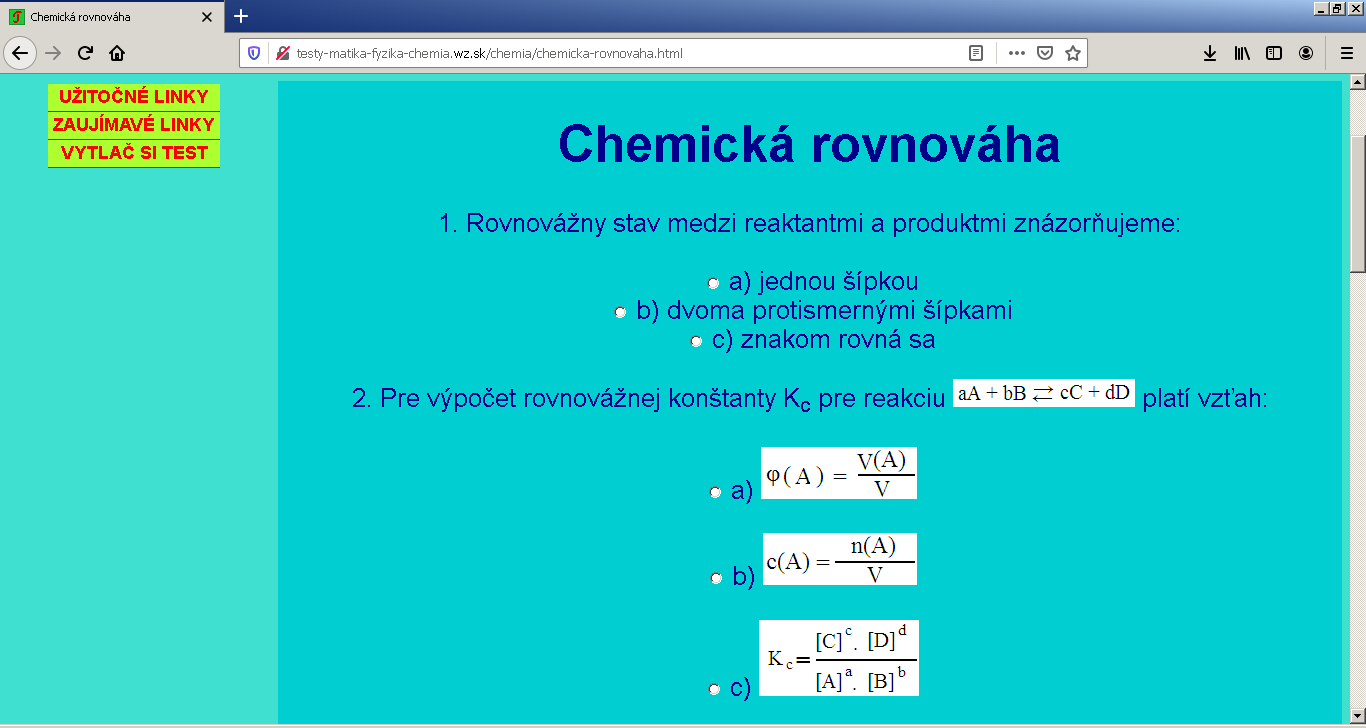 Chemická rovnováha
testy-matika-fyzika-chemia.wz.sk/chemia/chemicka-rovnovaha.html
UŽITOČNÉ LINKY
ZAUJÍMAVÉ LINKY
VYTLAČ SI TEST
Chemická rovnováha
1. Rovnovážny stav medzi reaktantmi a produktmi znázorňujeme:
a) jednou šípkou
b) dvoma protismernými šípkami
c) znakom rovná sa
2. Pre výpočet rovnovážnej konštanty Kc pre reakciu aA + bB ⇄ cC + dD platí vzťah:
a) φ(A) = V(A) / V
b) c(A) = n(A) / V
c) Kc = [C]^c . [D]^d / [A]^a . [B]^b